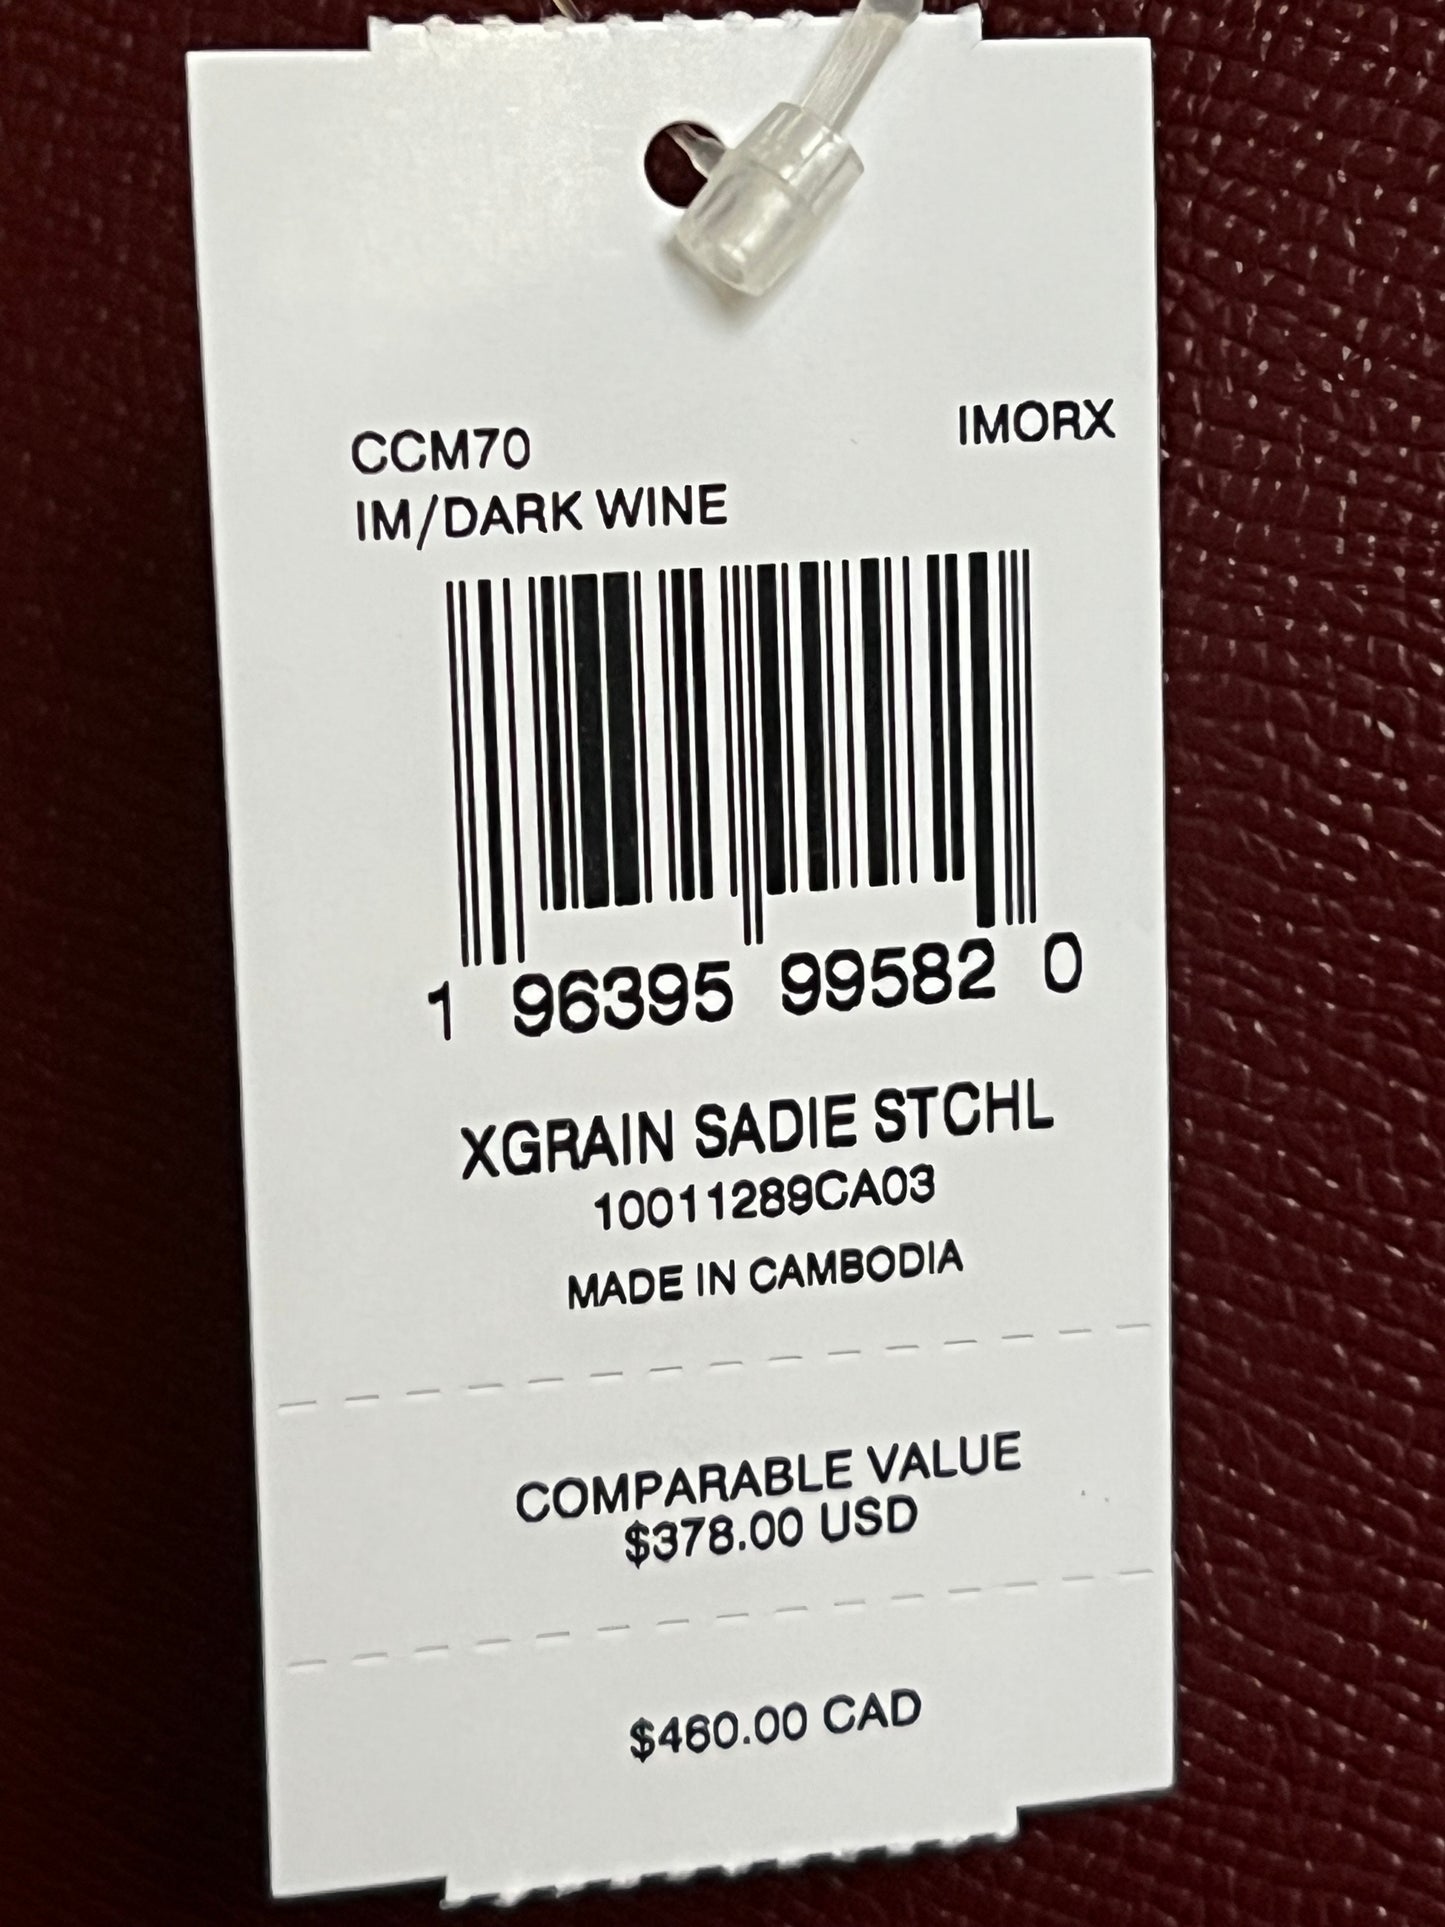 CCM70 IMORX
IM/DARK WINE
1 96395 99582 0
XGRAIN SADIE STCHL
10011289CA03
MADE IN CAMBODIA
COMPARABLE VALUE
$378.00 USD
$460.00 CAD